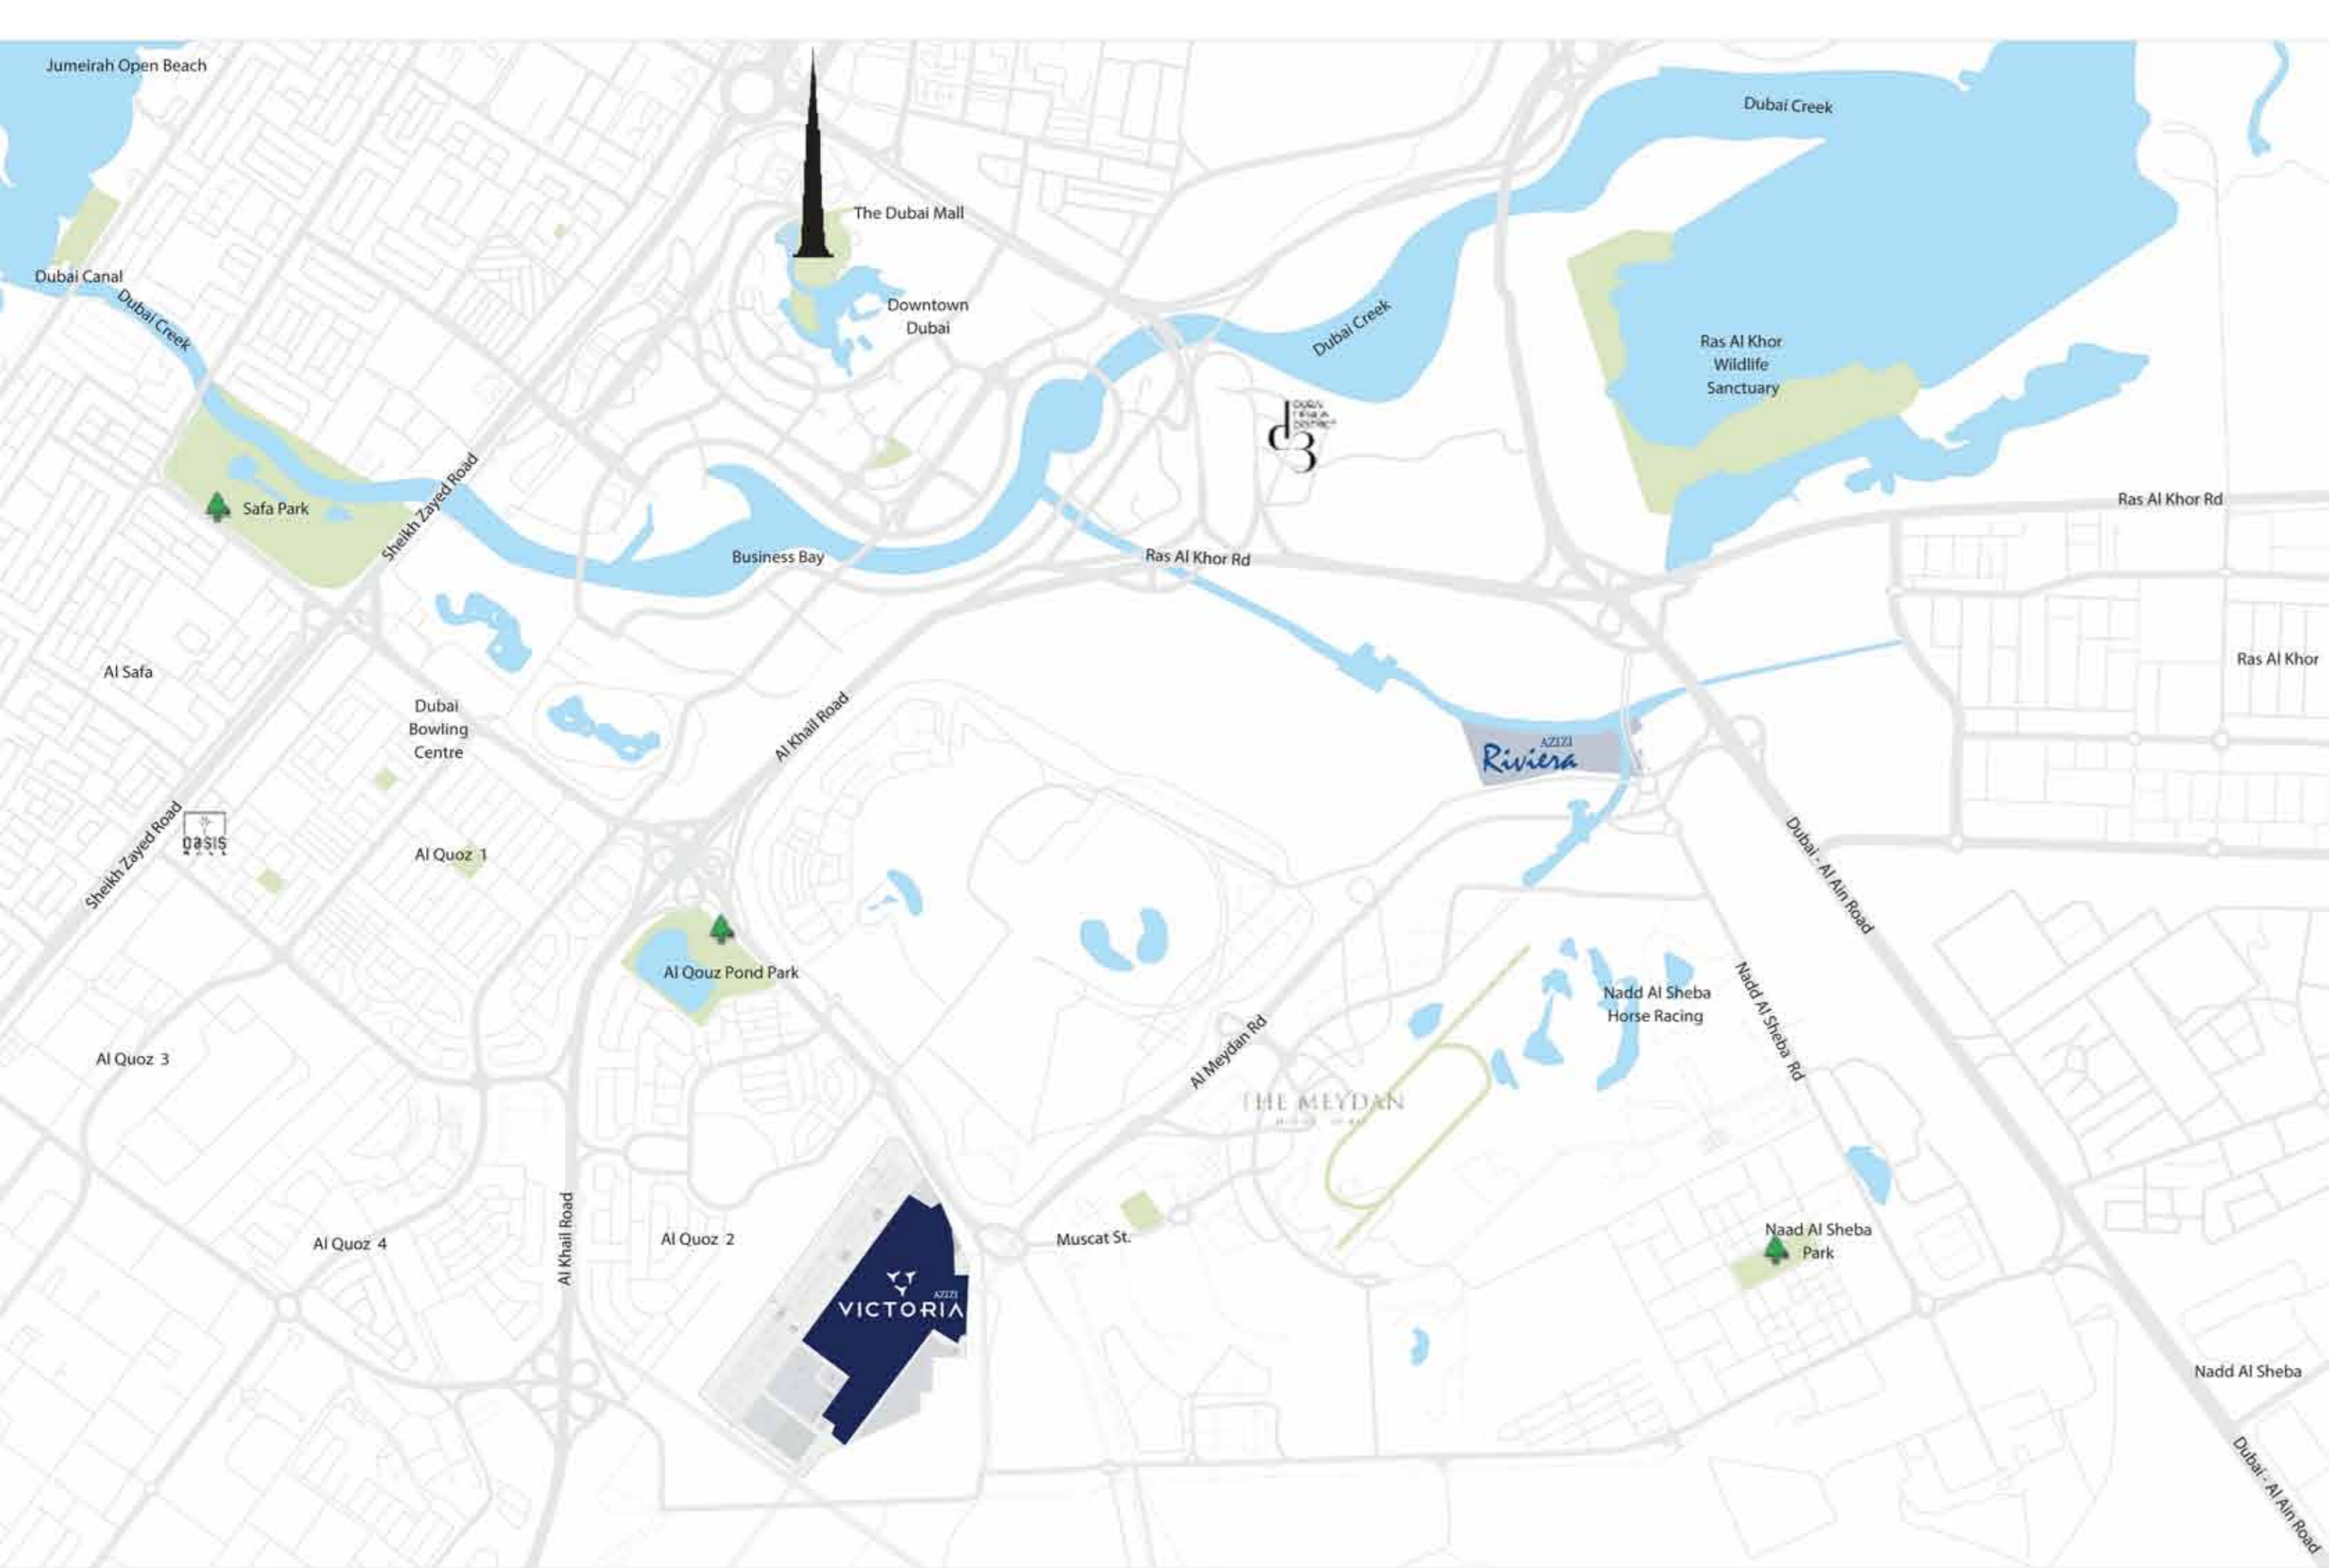 Jumeirah Open Beach
Dubai Creek
The Dubai Mall
Dubai Canal
Dubai Creek
Downtown
Dubai
Dubai Creek
Ras Al Khor
Wildlife
Sanctuary
d3
Safa Park
Sheikh Zayed Road
Ras Al Khor Rd
Business Bay
Ras Al Khor Rd
Al Safa
Ras Al Khor
Dubai
Bowling
Centre
Al Khail Road
AZIZI
Riviera
Sheikh Zayed Road
oasis
Al Quoz 1
Dubai - Al Ain Road
Al Qouz Pond Park
Nadd Al Sheba
Horse Racing
Nadd Al Sheba Rd
Al Quoz 3
Al Meydan Rd
THE MEYDAN
Al Khail Road
Al Quoz 4
Al Quoz 2
Muscat St.
Naad Al Sheba
Park
AZIZI
VICTORIA
Nadd Al Sheba
Dubai - Al Ain Road